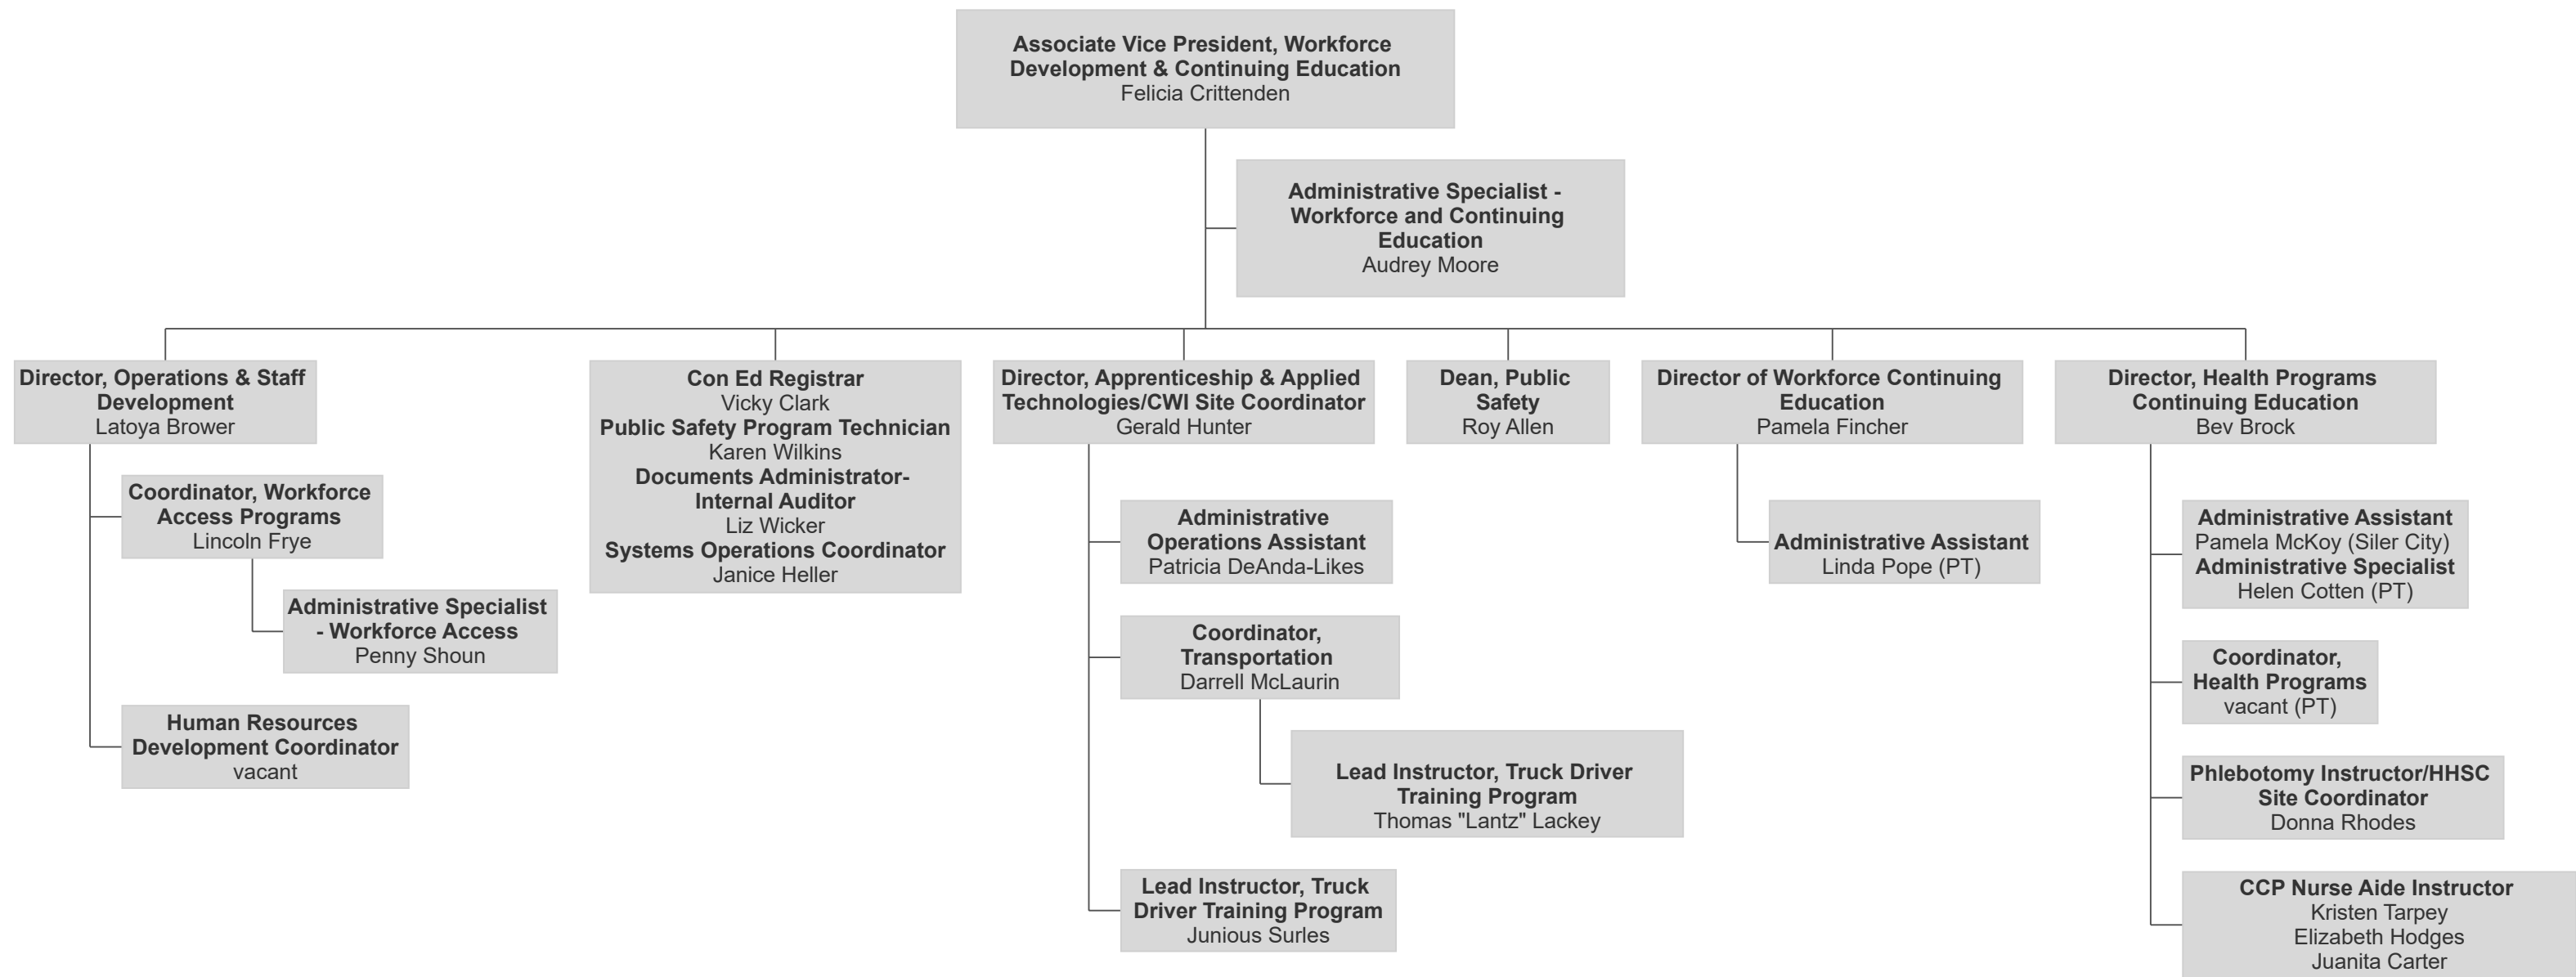 Associate Vice President, Workforce
Development & Continuing Education
Felicia Crittenden
Administrative Specialist -
Workforce and Continuing
Education
Audrey Moore
Director, Operations & Staff
Development
Latoya Brower
Coordinator, Workforce
Access Programs
Lincoln Frye
Administrative Specialist
- Workforce Access
Penny Shoun
Human Resources
Development Coordinator
vacant
Con Ed Registrar
Vicky Clark
Public Safety Program Technician
Karen Wilkins
Documents Administrator-
Internal Auditor
Liz Wicker
Systems Operations Coordinator
Janice Heller
Director, Apprenticeship & Applied
Technologies/CWI Site Coordinator
Gerald Hunter
Administrative
Operations Assistant
Patricia DeAnda-Likes
Coordinator,
Transportation
Darrell McLaurin
Lead Instructor, Truck Driver
Training Program
Thomas "Lantz" Lackey
Lead Instructor, Truck
Driver Training Program
Junious Surles
Dean, Public
Safety
Roy Allen
Director of Workforce Continuing
Education
Pamela Fincher
Administrative Assistant
Linda Pope (PT)
Director, Health Programs
Continuing Education
Bev Brock
Administrative Assistant
Pamela McKoy (Siler City)
Administrative Specialist
Helen Cotten (PT)
Coordinator,
Health Programs
vacant (PT)
Phlebotomy Instructor/HHSC
Site Coordinator
Donna Rhodes
CCP Nurse Aide Instructor
Kristen Tarpey
Elizabeth Hodges
Juanita Carter